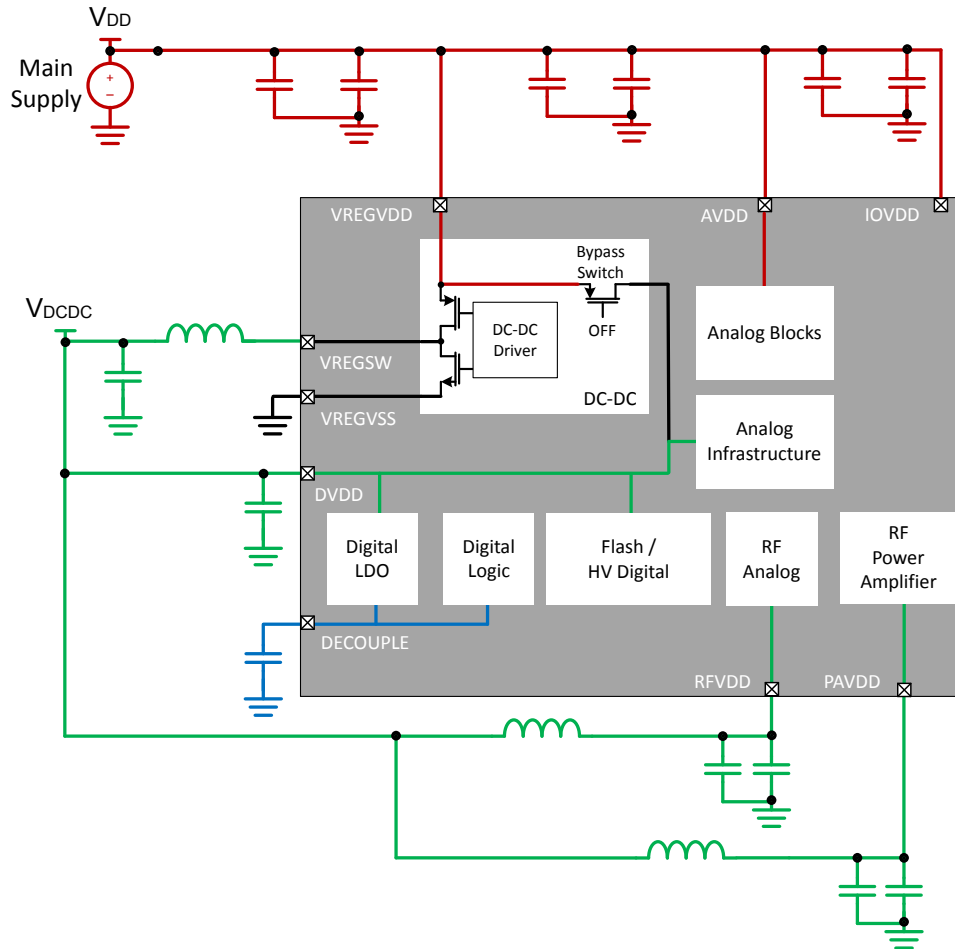 VDD
Main
Supply
+
−
VREGVDD
AVDD
IOVDD
Bypass
Switch
OFF
DC-DC
Driver
DC-DC
Analog Blocks
VDCDC
VREGSW
VREGVSS
Analog
Infrastructure
DVDD
Digital
LDO
Digital
Logic
Flash /
HV Digital
RF
Analog
RF
Power
Amplifier
DECOUPLE
RFVDD
PAVDD